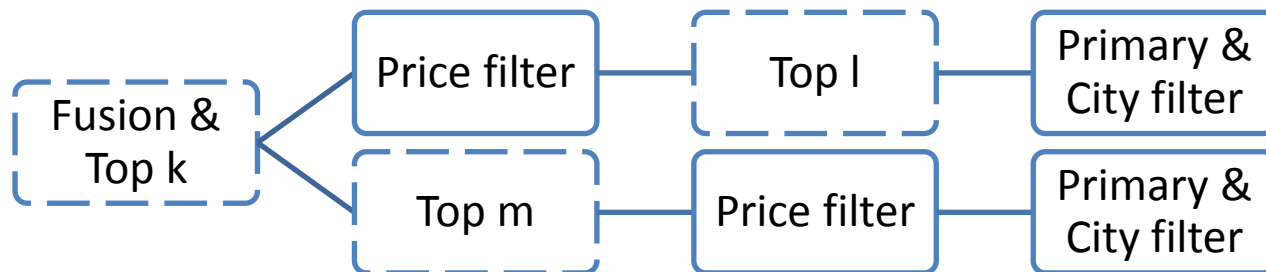 Fusion &
Top k
Price filter
Top l
Primary &
City filter
Top m
Price filter
Primary &
City filter